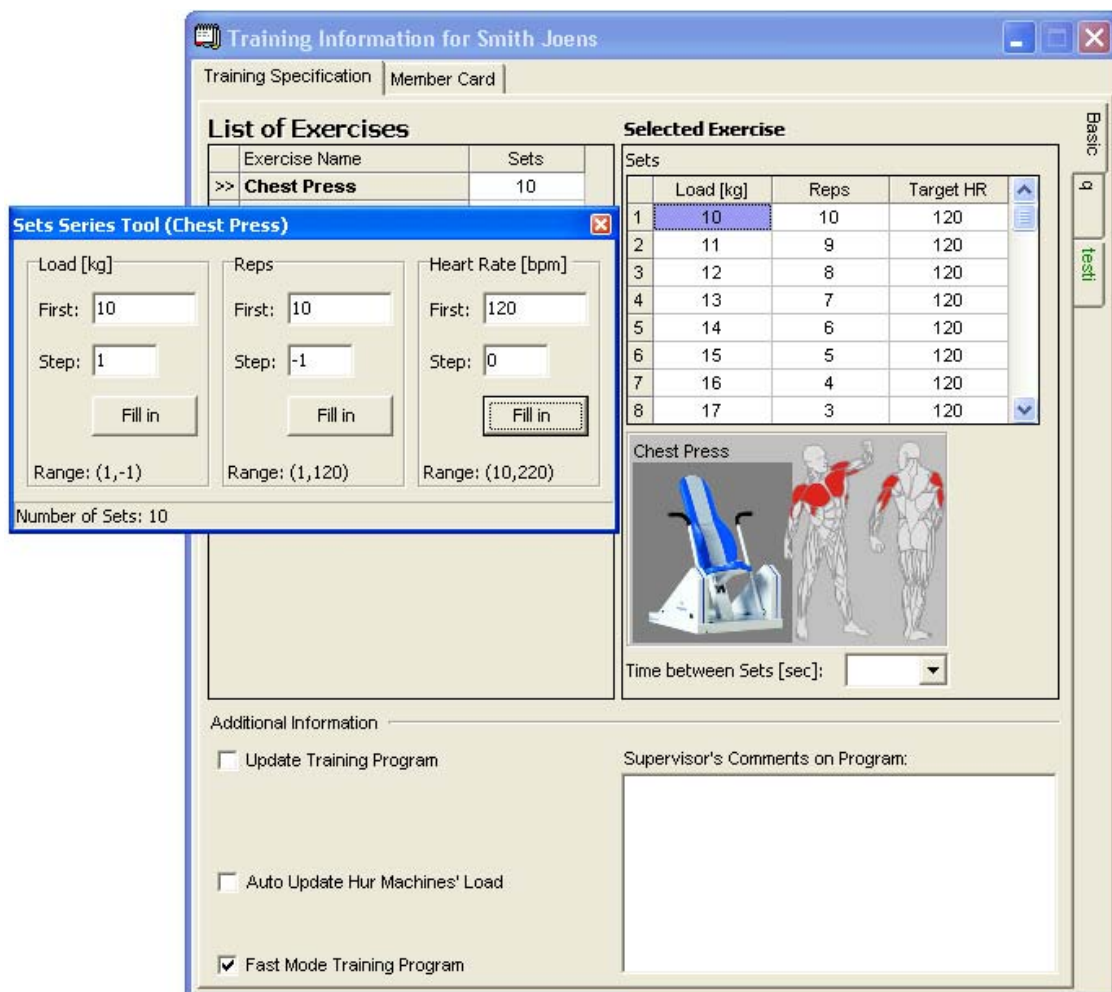 Training Information for Smith Joens
Training Specification Member Card
List of Exercises
Exercise Name Sets
>> Chest Press 10
Sets Series Tool (Chest Press)
Load [kg] Reps Heart Rate [bpm]
First: 10 First: 10 First: 120
Step: 1 Step: -1 Step: 0
Fill in Fill in Fill in
Range: (1,-1) Range: (1,120) Range: (10,220)
Number of Sets: 10
Selected Exercise
Sets
Load [kg] Reps Target HR
1 10 10 120
2 11 9 120
3 12 8 120
4 13 7 120
5 14 6 120
6 15 5 120
7 16 4 120
8 17 3 120
Chest Press
Time between Sets [sec]:
Basic
q
testi
Additional Information
Update Training Program
Auto Update Hur Machines' Load
Fast Mode Training Program
Supervisor's Comments on Program: